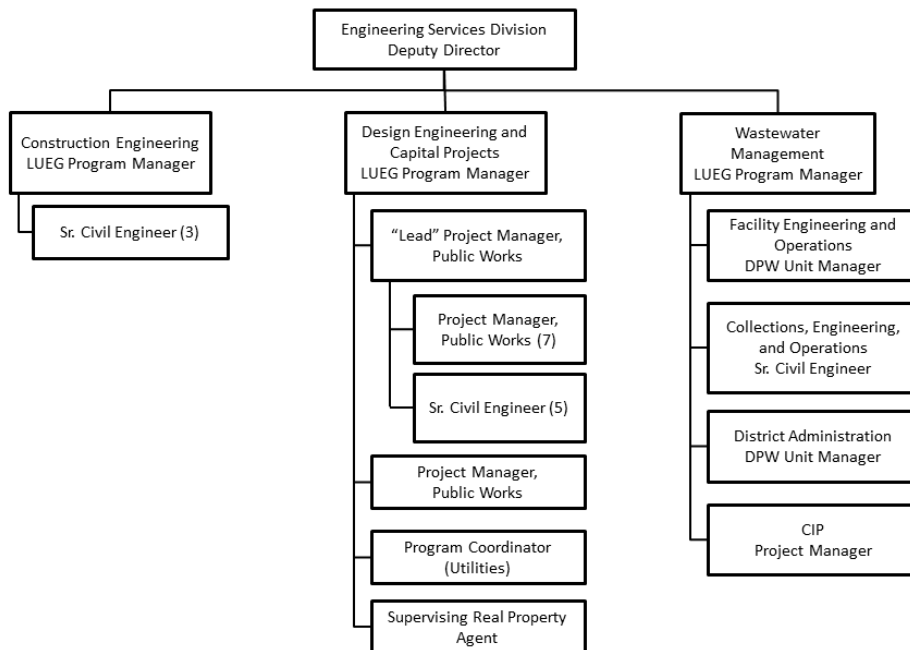 Engineering Services Division
Deputy Director
Construction Engineering
LUEG Program Manager
Sr. Civil Engineer (3)
Design Engineering and
Capital Projects
LUEG Program Manager
“Lead” Project Manager,
Public Works
Project Manager,
Public Works (7)
Sr. Civil Engineer (5)
Project Manager,
Public Works
Program Coordinator
(Utilities)
Supervising Real Property
Agent
Wastewater
Management
LUEG Program Manager
Facility Engineering and
Operations
DPW Unit Manager
Collections, Engineering,
and Operations
Sr. Civil Engineer
District Administration
DPW Unit Manager
CIP
Project Manager